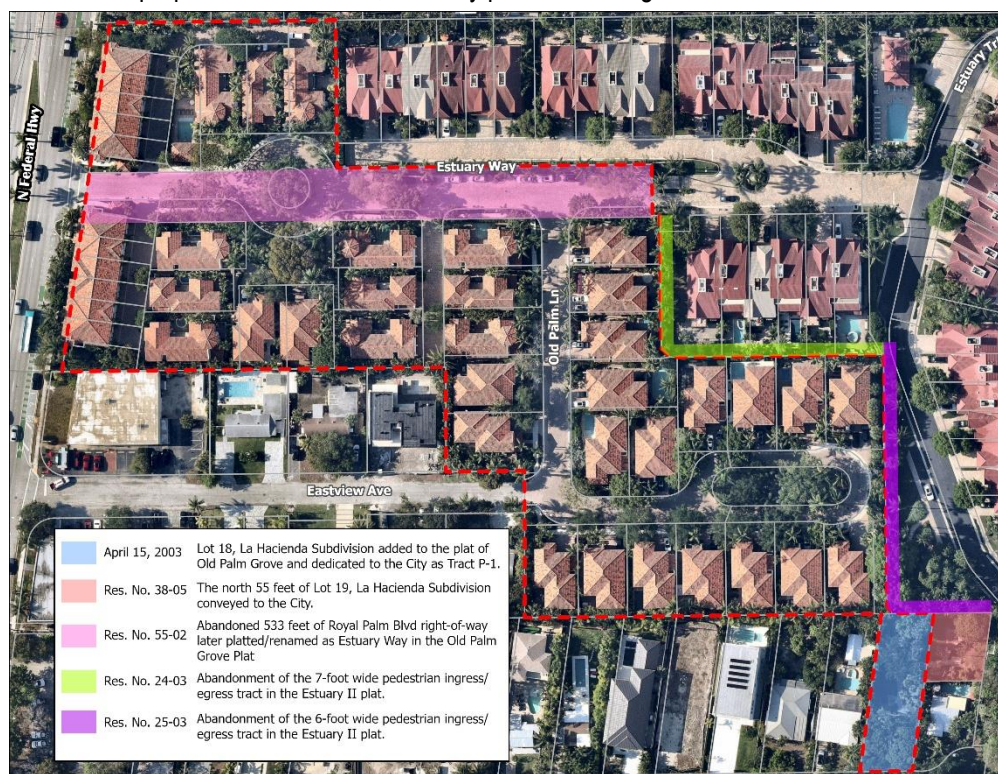 N Federal Hwy
Estuary Way
Estuary Tr
Old Palm Ln
Eastview Ave
April 15, 2003 Lot 18, La Hacienda Subdivision added to the plat of
Old Palm Grove and dedicated to the City as Tract P-1.
Res. No. 38-05 The north 55 feet of Lot 19, La Hacienda Subdivision
conveyed to the City.
Res. No. 55-02 Abandoned 533 feet of Royal Palm Blvd right-of-way
later platted/renamed as Estuary Way in the Old Palm
Grove Plat
Res. No. 24-03 Abandonment of the 7-foot wide pedestrian ingress/
egress tract in the Estuary II plat.
Res. No. 25-03 Abandonment of the 6-foot wide pedestrian ingress/
egress tract in the Estuary II plat.